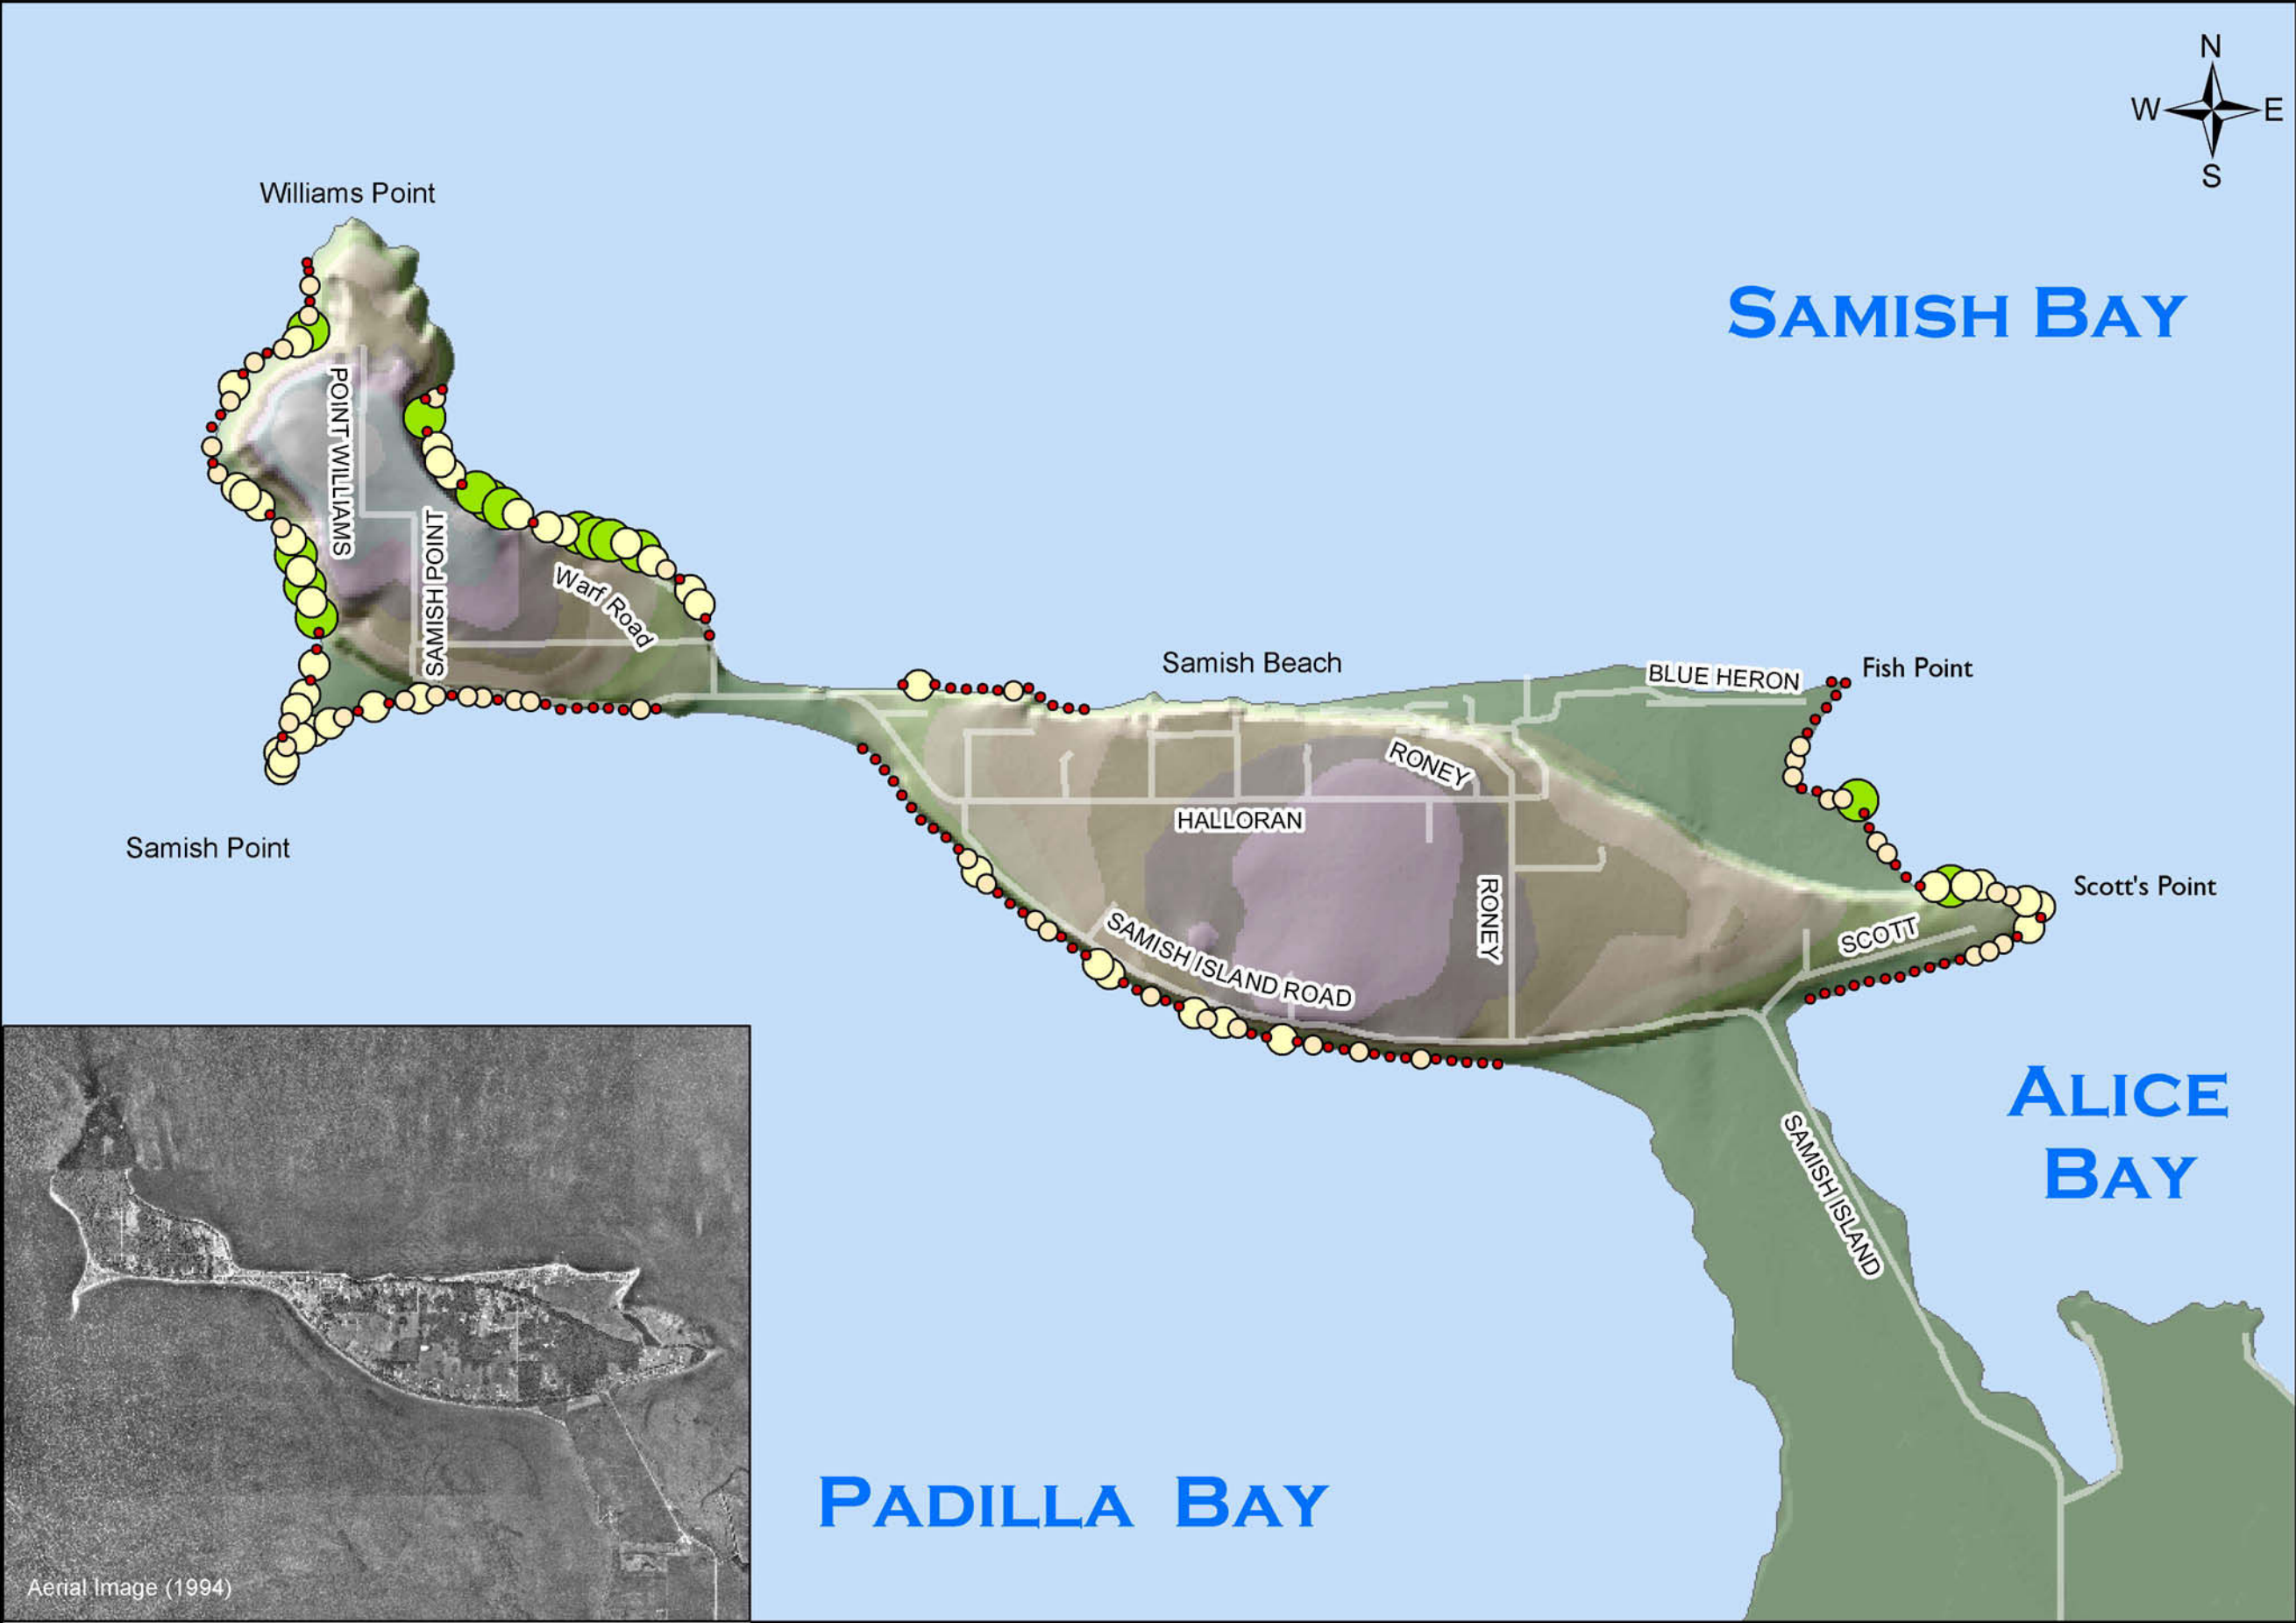 N
W E
S
Williams Point
SAMISH BAY
POINT WILLIAMS
SAMISH POINT
Warf Road
Samish Beach
BLUE HERON
Fish Point
RONEY
HALLORAN
Samish Point
RONEY
Scott's Point
SCOTT
SAMISH ISLAND ROAD
ALICE
BAY
SAMISH ISLAND
PADILLA BAY
Aerial Image (1994)